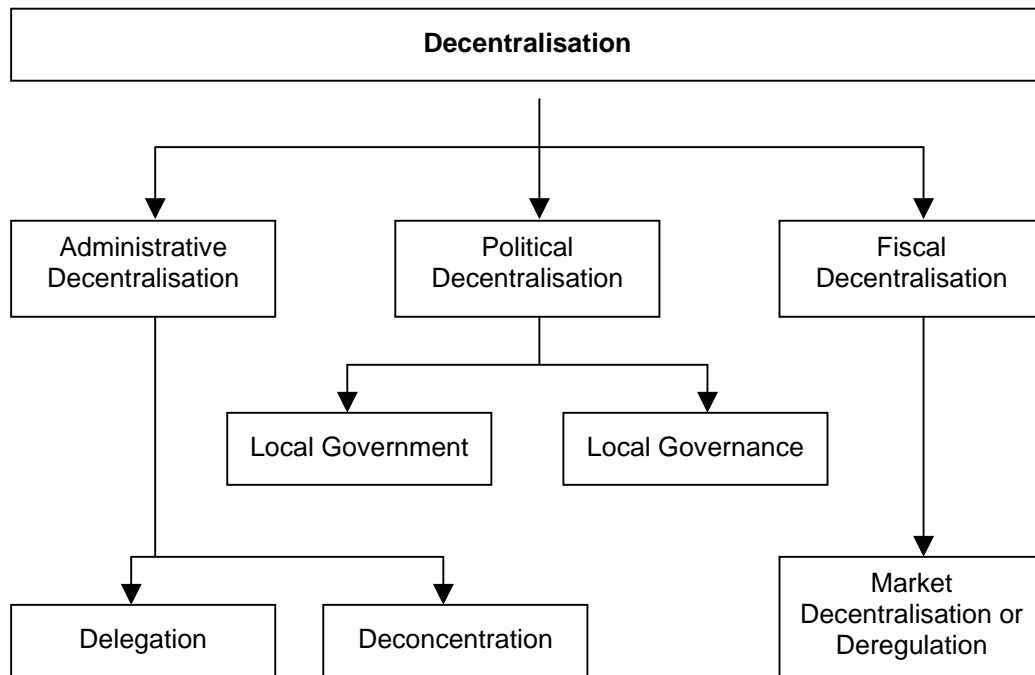 Decentralisation
Administrative
Decentralisation
Political
Decentralisation
Fiscal
Decentralisation
Local Government
Local Governance
Delegation
Deconcentration
Market
Decentralisation or
Deregulation